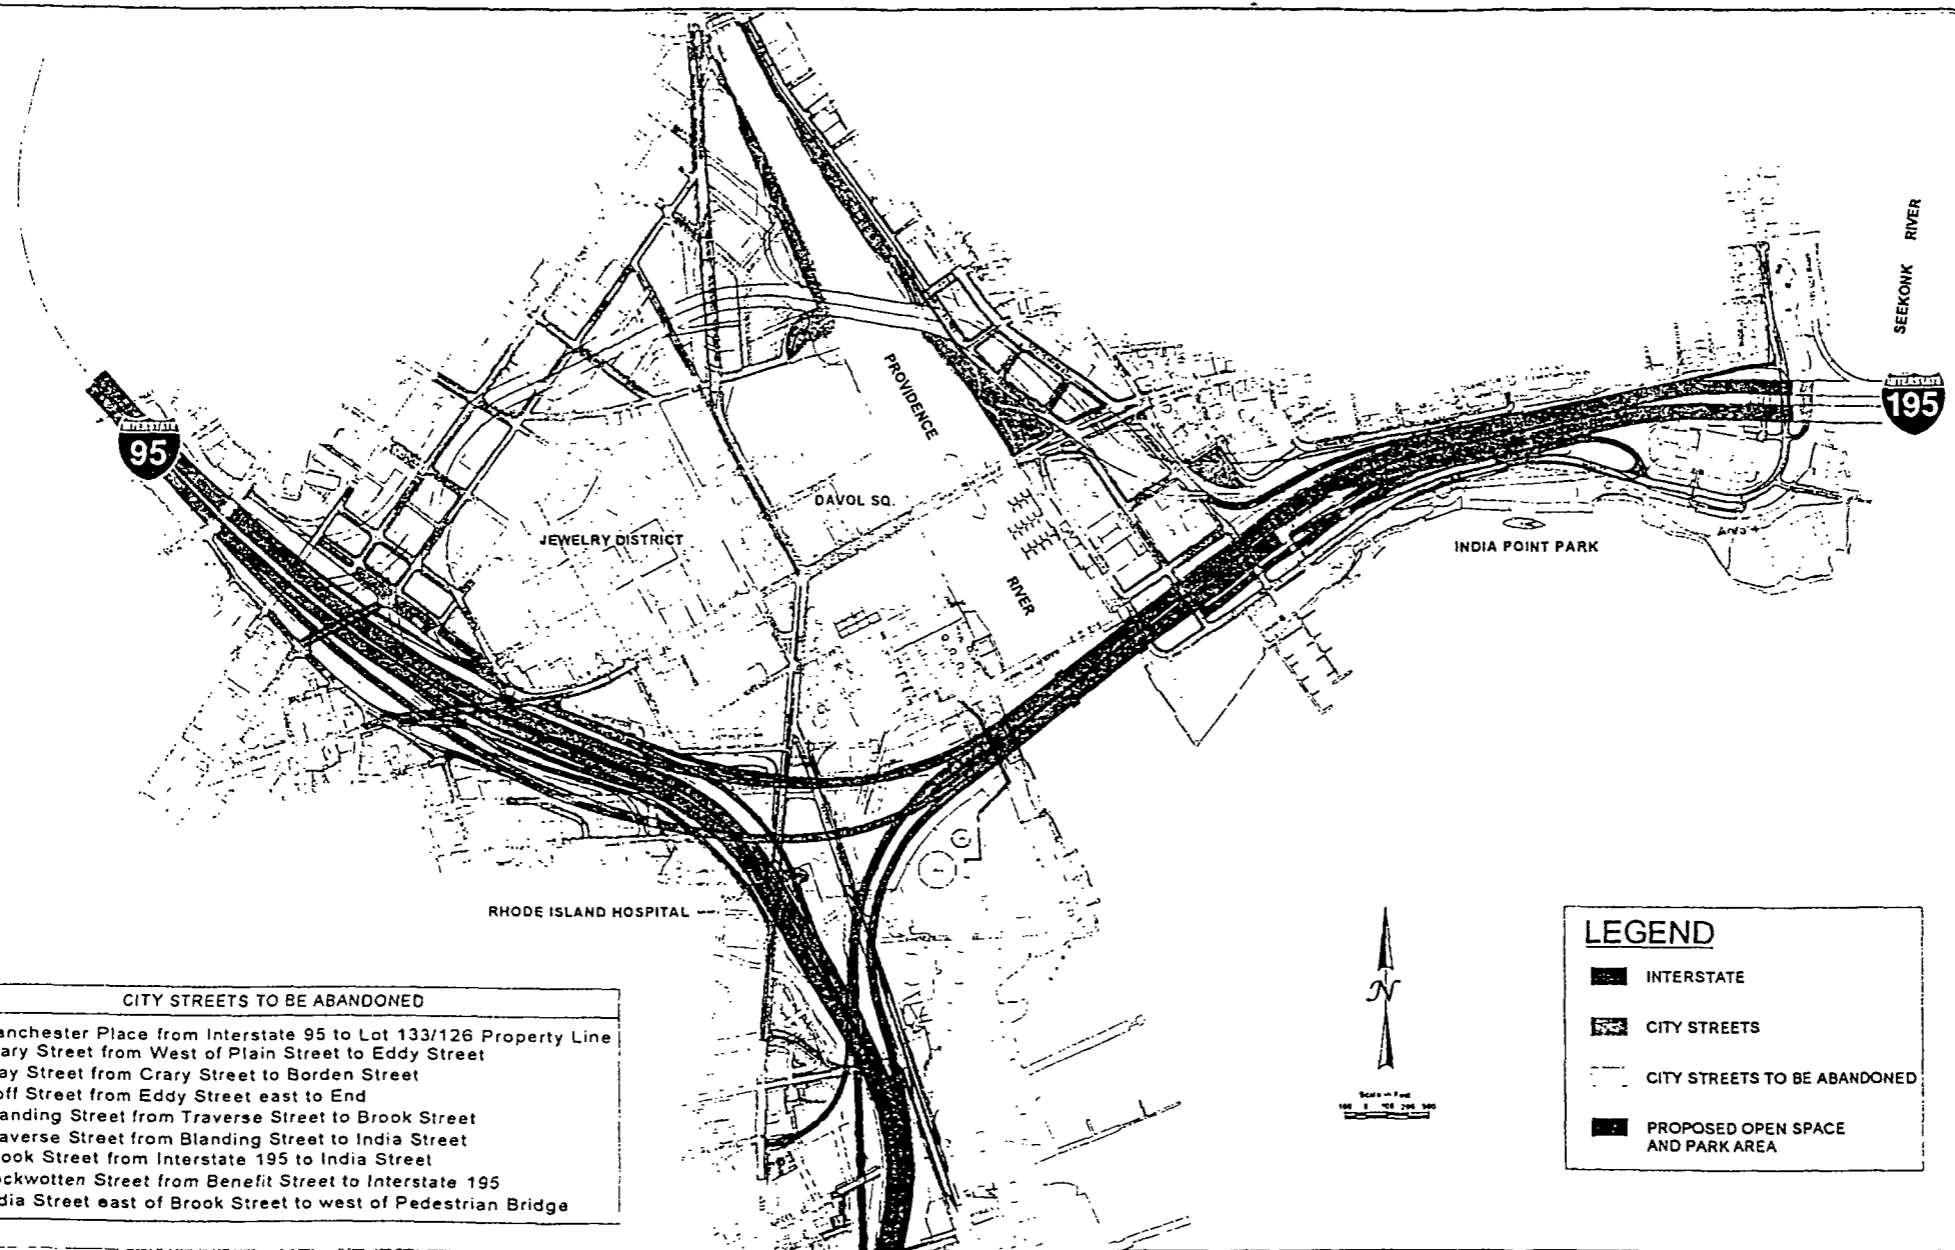 INTERSTATE
95
INTERSTATE
195
SEEKONK RIVER
PROVIDENCE
RIVER
DAVOL SQ.
JEWELRY DISTRICT
INDIA POINT PARK
RHODE ISLAND HOSPITAL
N
Scale in Feet
LEGEND
INTERSTATE
CITY STREETS
CITY STREETS TO BE ABANDONED
PROPOSED OPEN SPACE
AND PARK AREA
CITY STREETS TO BE ABANDONED
anchester Place from Interstate 95 to Lot 133/126 Property Line
ary Street from West of Plain Street to Eddy Street
ay Street from Crary Street to Borden Street
off Street from Eddy Street east to End
anding Street from Traverse Street to Brook Street
averse Street from Blanding Street to India Street
ook Street from Interstate 195 to India Street
ockwotten Street from Benefit Street to Interstate 195
dia Street east of Brook Street to west of Pedestrian Bridge